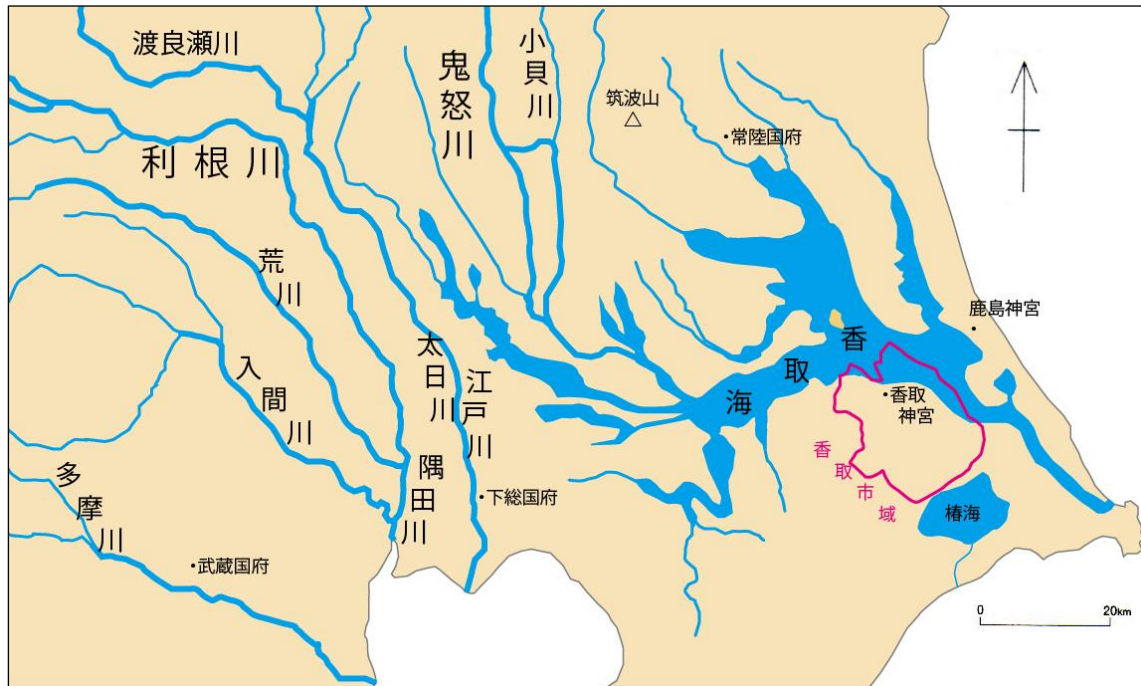 渡良瀬川
鬼怒川
小貝川
筑波山
常陸国府
利根川
荒川
鹿島神宮
入間川
太日川
江戸川
香取海
香取
神宮
香取市域
多摩川
隅田川
下総国府
椿海
武蔵国府
0 20km